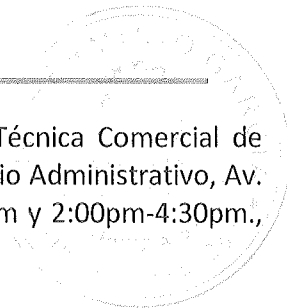 Técnica Comercial de
io Administrativo, Av.
m y 2:00pm-4:30pm.,